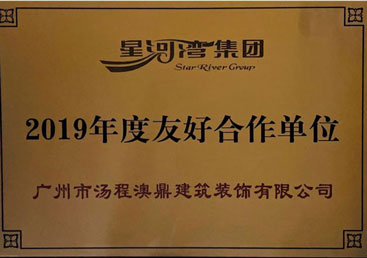 星河湾集团
Star River Group
2019年度友好合作单位
广州市汤程澳鼎建筑装饰有限公司